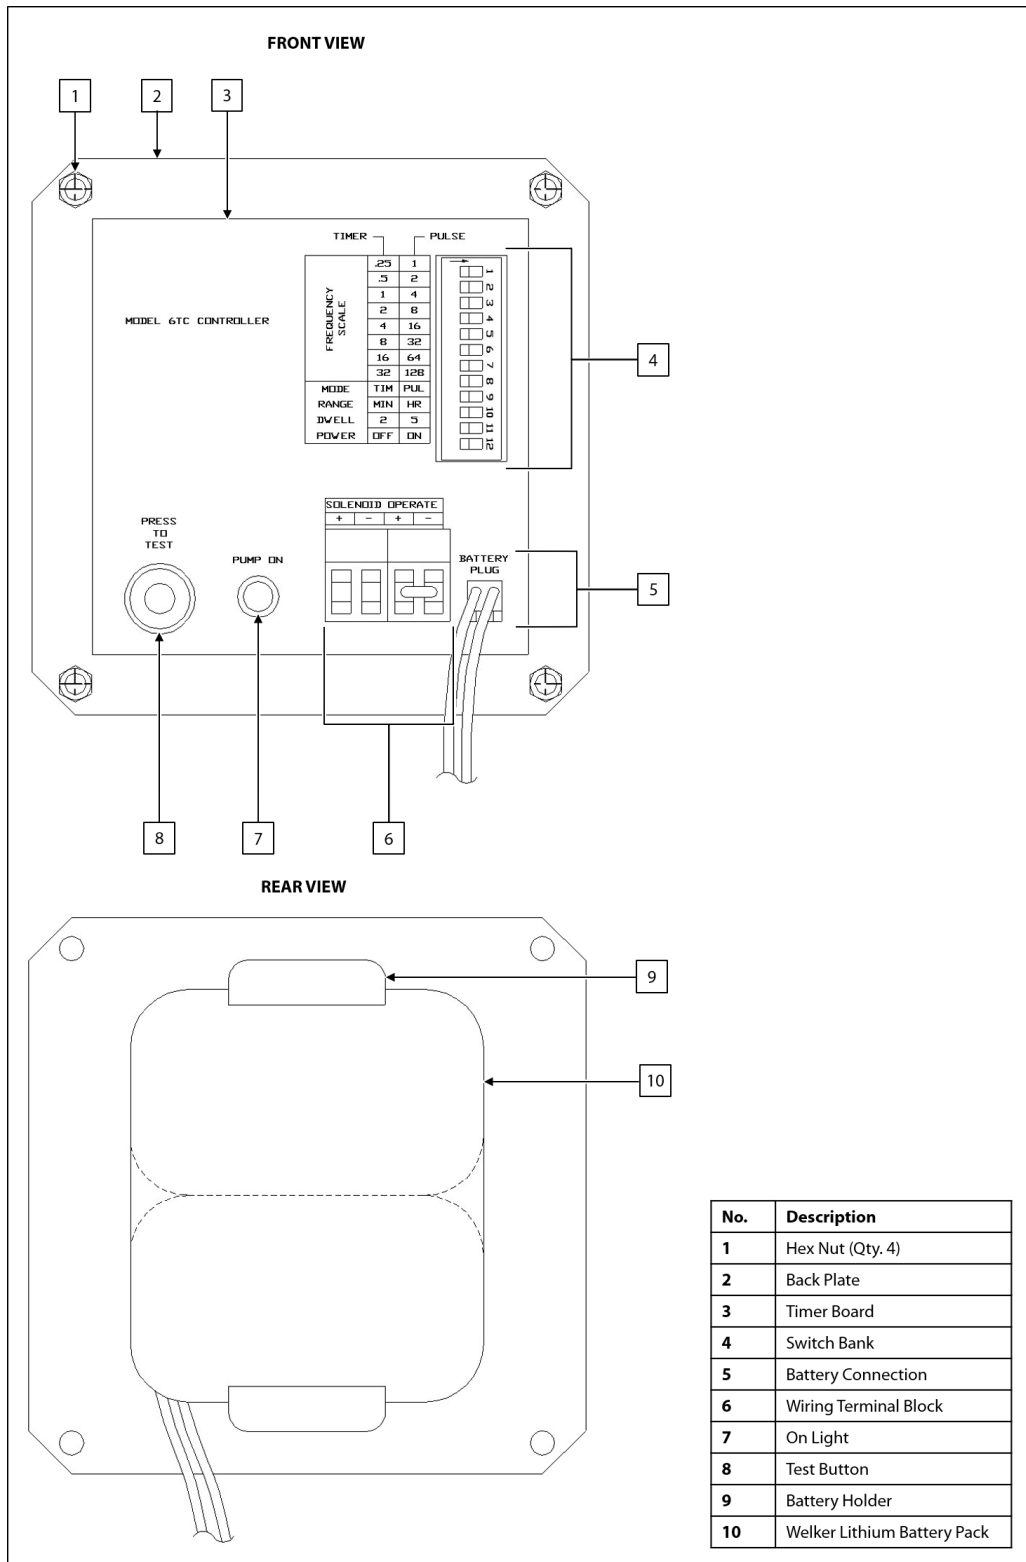 FRONT VIEW
1
2
3
TIMER PULSE
FREQUENCY
SCALE
.25 1
.5 2
1 4
2 8
4 16
8 32
16 64
32 128
MODE TIM PUL
RANGE MIN HR
DWELL 2 5
POWER OFF ON
1
2
3
4
5
6
7
8
9
10
11
12
MODEL 6TC CONTROLLER
4
SOLENOID OPERATE
+ - + -
PRESS
TO
TEST
PUMP ON
BATTERY
PLUG
5
8
7
6
REAR VIEW
9
10
No. Description
1 Hex Nut (Qty. 4)
2 Back Plate
3 Timer Board
4 Switch Bank
5 Battery Connection
6 Wiring Terminal Block
7 On Light
8 Test Button
9 Battery Holder
10 Welker Lithium Battery Pack